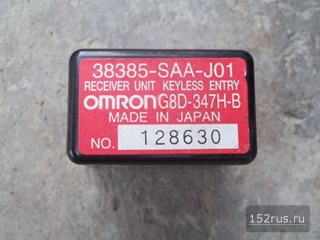 38385-SAA-J01
RECEIVER UNIT KEYLESS ENTRY
OMRON G8D-347H-B
MADE IN JAPAN
NO. 128630
152rus.ru